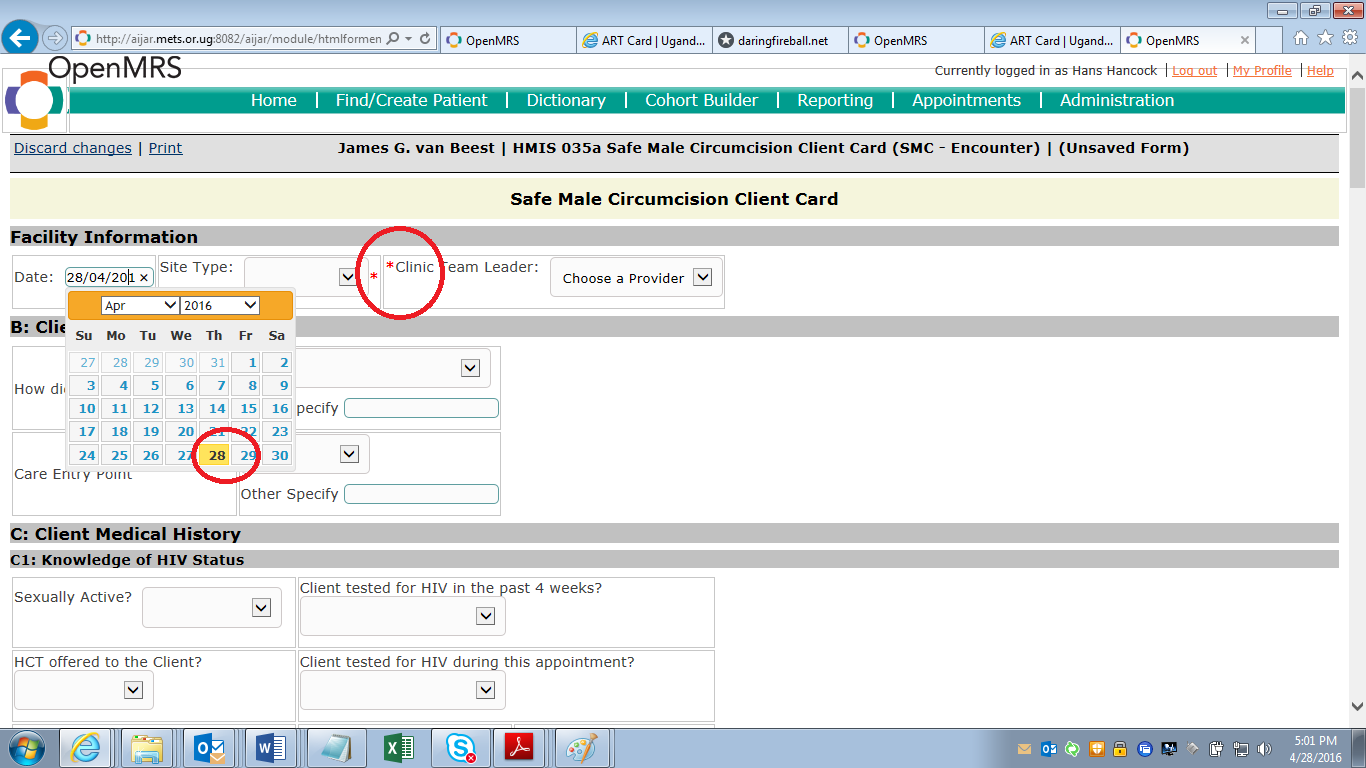 http://aijar.mets.or.ug:8082/aijar/module/htmlformen
OpenMRS
ART Card | Ugand...
daringfireball.net
OpenMRS
ART Card | Ugand...
OpenMRS
OpenMRS
Currently logged in as Hans Hancock | Log out | My Profile | Help
Home | Find/Create Patient | Dictionary | Cohort Builder | Reporting | Appointments | Administration
Discard changes | Print
James G. van Beest | HMIS 035a Safe Male Circumcision Client Card (SMC - Encounter) | (Unsaved Form)
Safe Male Circumcision Client Card
Facility Information
Date: 28/04/201 × Site Type: * *Clinic Team Leader: Choose a Provider
Apr 2016
Su Mo Tu We Th Fr Sa
27 28 29 30 31 1 2
3 4 5 6 7 8 9
10 11 12 13 14 15 16
17 18 19 20 21 22 23
24 25 26 27 28 29 30
B: Clie
How di
pecify
Care Entry Point
Other Specify
C: Client Medical History
C1: Knowledge of HIV Status
Sexually Active?
Client tested for HIV in the past 4 weeks?
HCT offered to the Client?
Client tested for HIV during this appointment?
5:01 PM
4/28/2016